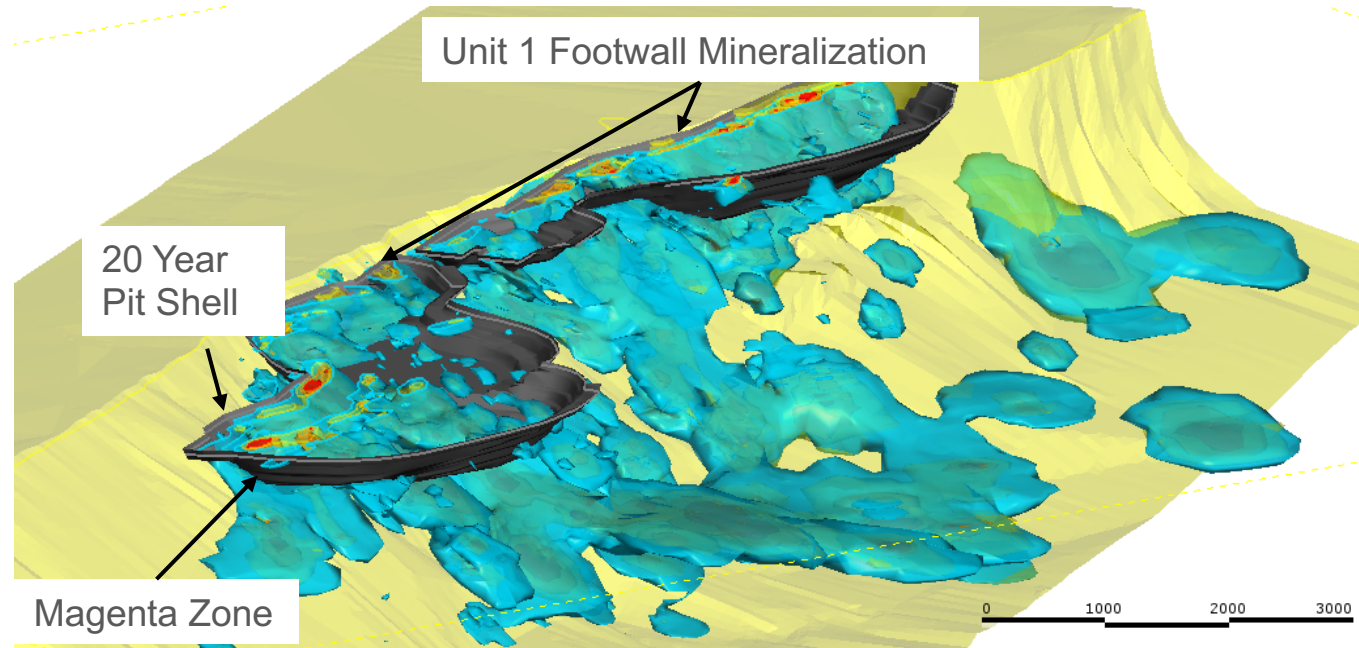 Unit 1 Footwall Mineralization
20 Year
Pit Shell
Magenta Zone
0 1000 2000 3000